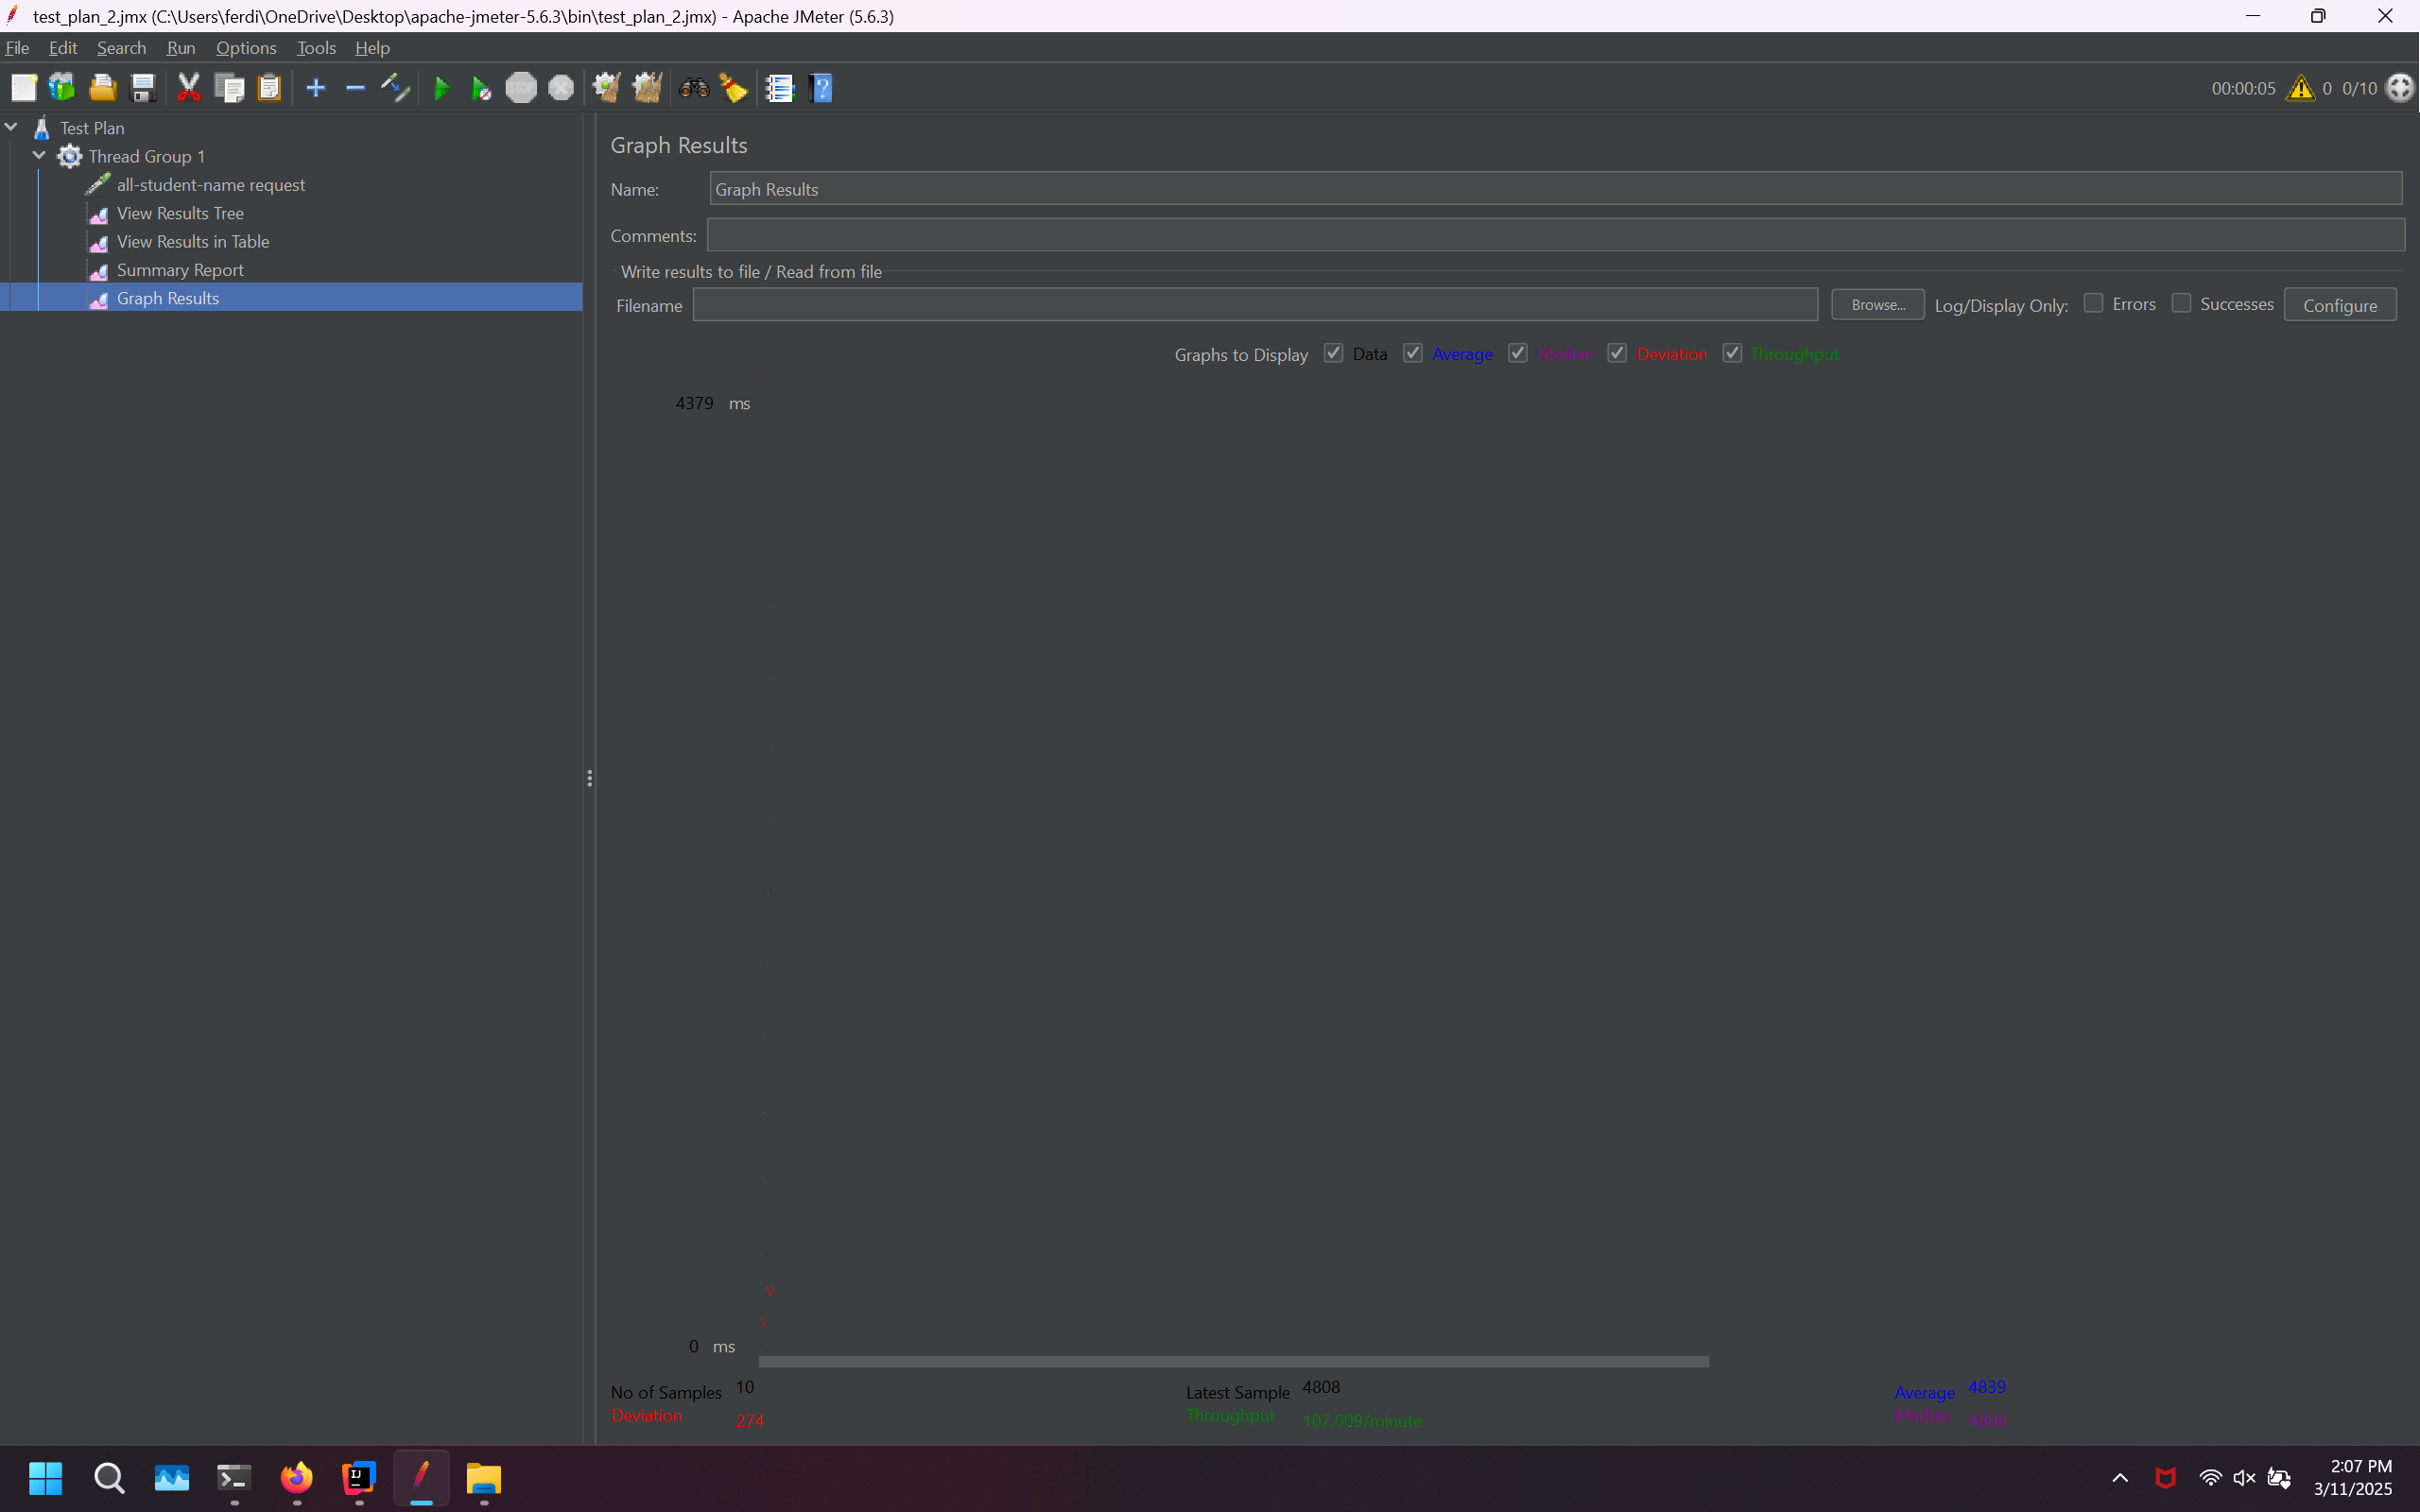 test_plan_2.jmx (C:\Users\ferdi\OneDrive\Desktop\apache-jmeter-5.6.3\bin\test_plan_2.jmx) - Apache JMeter (5.6.3)
File Edit Search Run Options Tools Help
STOP
00:00:05 0 0/10
Test Plan
Thread Group 1
all-student-name request
View Results Tree
View Results in Table
Summary Report
Graph Results
Graph Results
Name: Graph Results
Comments:
Write results to file / Read from file
Filename Browse... Log/Display Only: Errors Successes Configure
Graphs to Display Data Average Median Deviation Throughput
4379 ms
0 ms
No of Samples 10 Latest Sample 4808 Average 4839
Deviation 274 Throughput 107.009/minute Median
2:07 PM
3/11/2025